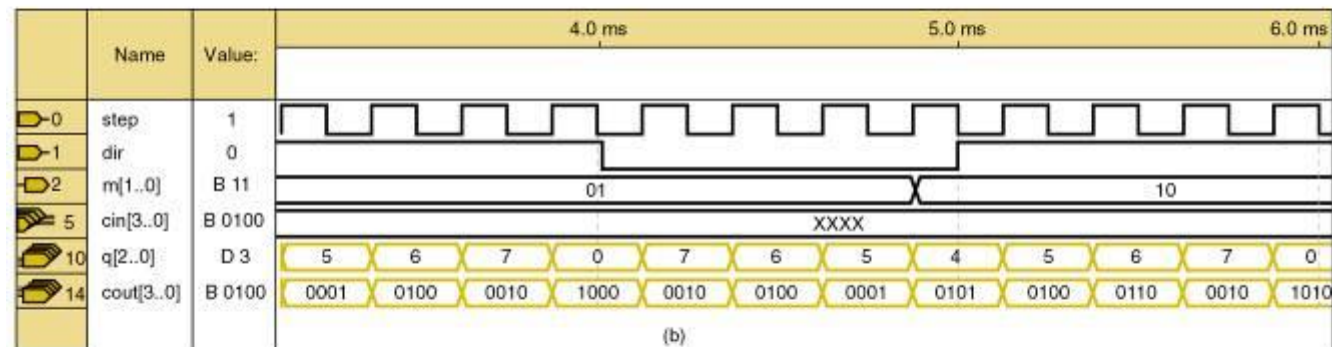 4.0 ms 5.0 ms 6.0 ms
Name Value:
0 step 1
1 dir 0
2 m[1..0] B 11 01 10
5 cin[3..0] B 0100 XXXX
10 q[2..0] D 3 5 6 7 0 7 6 5 4 5 6 7 0
14 cout[3..0] B 0100 0001 0100 0010 1000 0010 0100 0001 0101 0100 0110 0010 1010
(b)